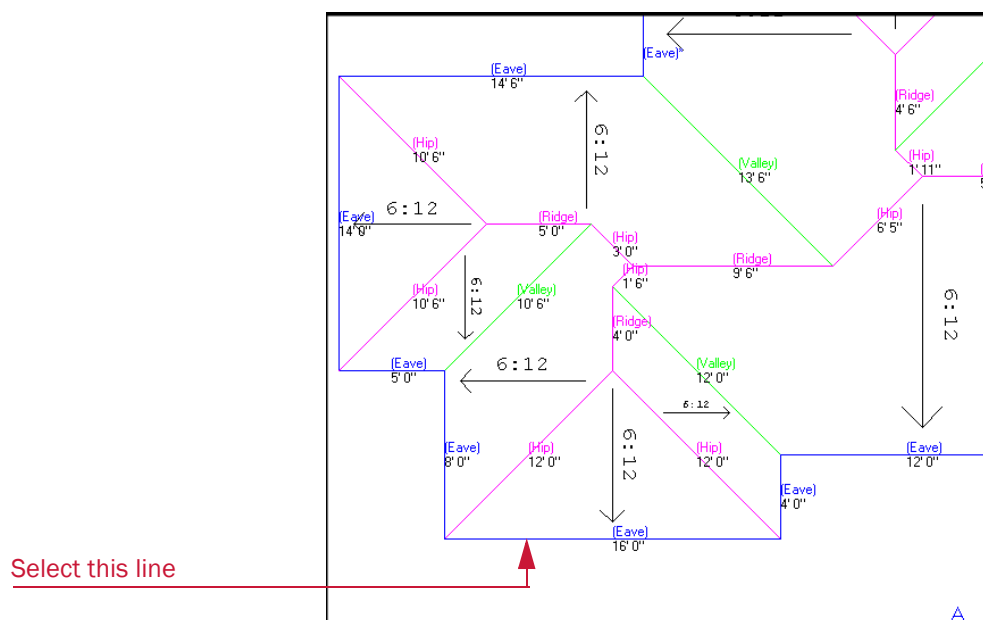 (Eave)
(Eave)
14' 6"
(Ridge)
4' 6"
6:12
(Hip)
10' 6"
(Valley)
13' 6"
(Hip)
1' 11"
6:12
(Eave)
14' 0"
(Ridge)
5' 0"
(Hip)
6' 5"
(Hip)
3' 0"
(Ridge)
9' 6"
(Hip)
1' 6"
(Hip)
10' 6"
6:12
(Valley)
10' 6"
(Ridge)
4' 0"
6:12
(Eave)
5' 0"
6:12
(Valley)
12' 0"
6:12
(Eave)
8' 0"
(Hip)
12' 0"
6:12
(Hip)
12' 0"
(Eave)
12' 0"
(Eave)
4' 0"
(Eave)
16' 0"
Select this line
A